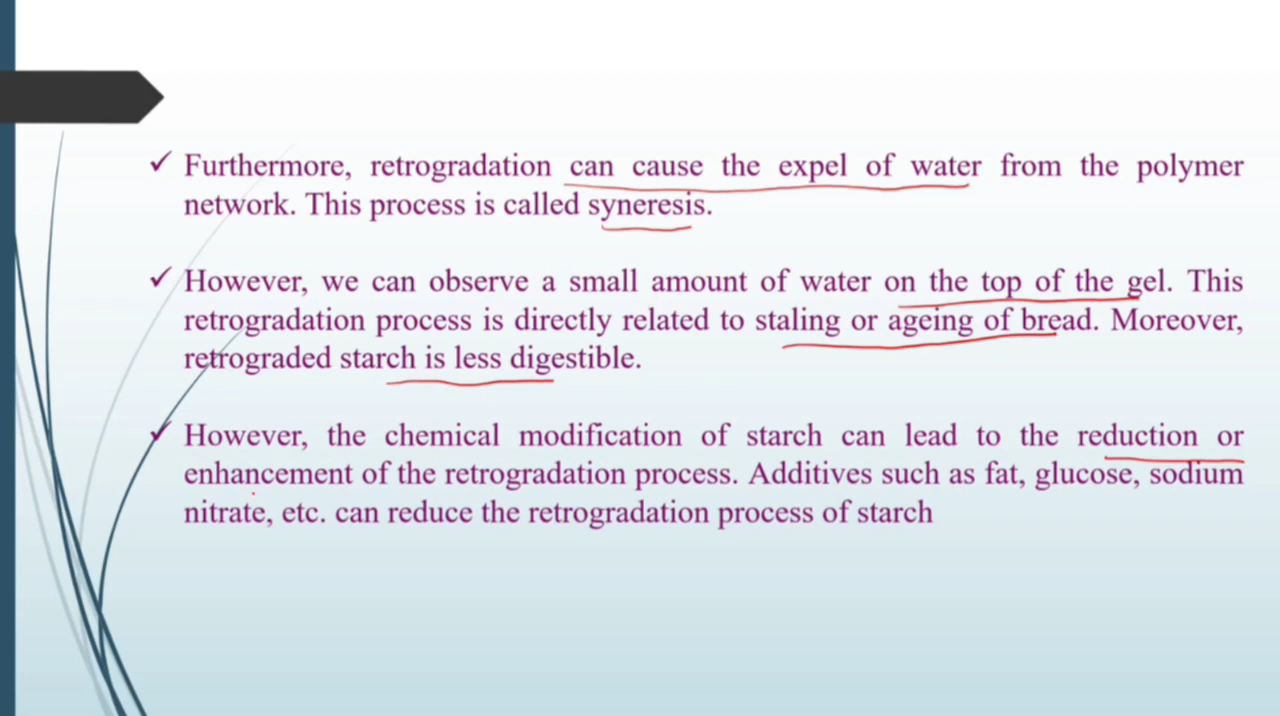 Furthermore, retrogradation can cause the expel of water from the polymer
network. This process is called syneresis.
However, we can observe a small amount of water on the top of the gel. This
retrogradation process is directly related to staling or ageing of bread. Moreover,
retrograded starch is less digestible.
However, the chemical modification of starch can lead to the reduction or
enhancement of the retrogradation process. Additives such as fat, glucose, sodium
nitrate, etc. can reduce the retrogradation process of starch